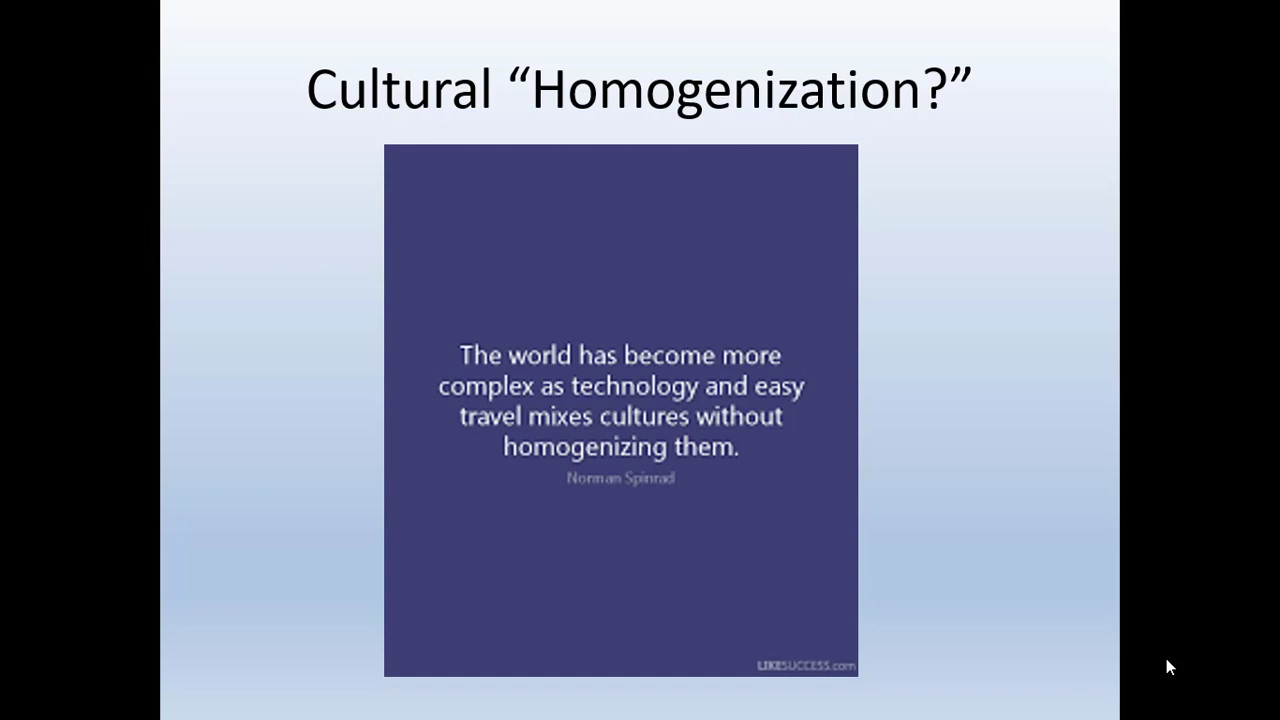 Cultural “Homogenization?”
The world has become more
complex as technology and easy
travel mixes cultures without
homogenizing them.
Norman Spinrad
LIKESUCCESS.com